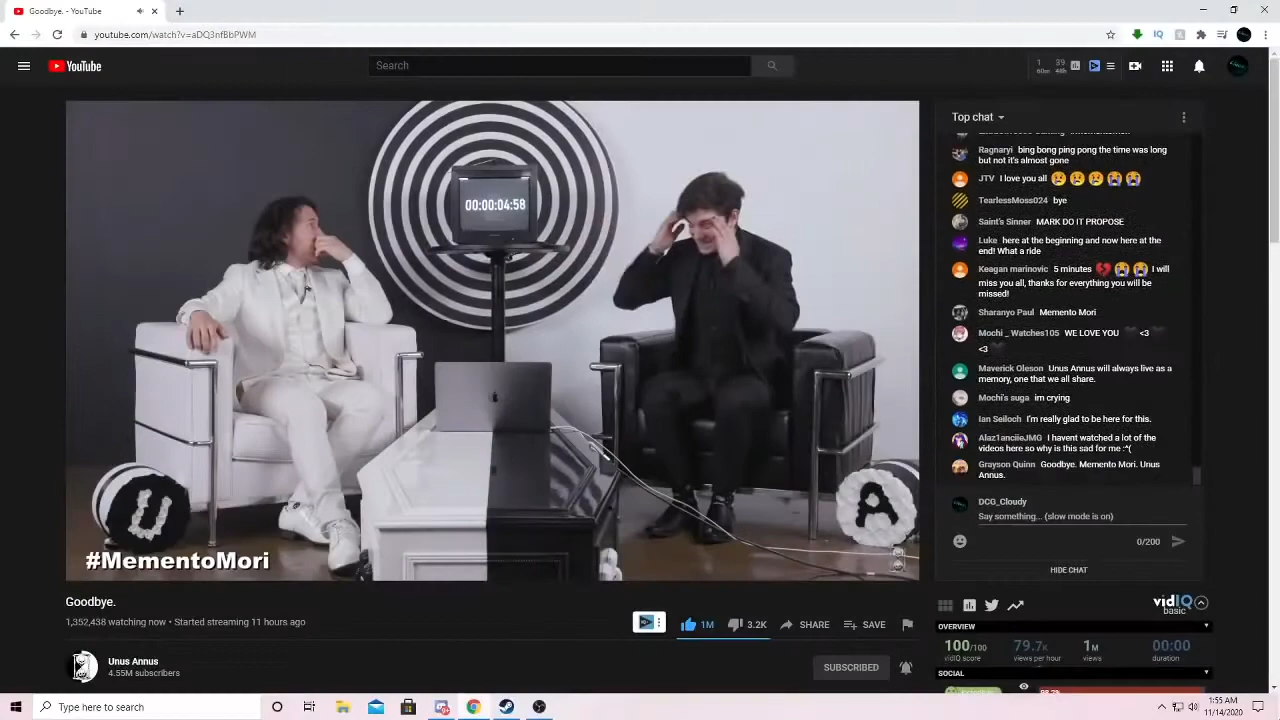 Goodbye. - YouTube
youtube.com/watch?v=aDQ3nfBbPWM
YouTube
Search
1
60m
39
48h
00:00:04:58
U
A
#MementoMori
Top chat
Ragnaryi bing bong ping pong the time was long
but not it's almost gone
JTV I love you all 😢😢😢😭😭
TearlessMoss024 bye
Saint's Sinner MARK DO IT PROPOSE
Luke here at the beginning and now here at the
end! What a ride
Keagan marinovic 5 minutes 💔😭😭 I will
miss you all, thanks for everything you will be
missed!
Sharanyo Paul Memento Mori
Mochi _ Watches105 WE LOVE YOU 🖤 <3 🖤
<3 🖤
Maverick Oleson Unus Annus will always live as a
memory, one that we all share.
Mochi's suga im crying
Ian Seiloch I'm really glad to be here for this.
Alaz1anciieJMG I havent watched a lot of the
videos here so why is this sad for me :^(
Grayson Quinn Goodbye. Memento Mori. Unus
Annus.
DCG_Cloudy
Say something... (slow mode is on)
0/200
HIDE CHAT
Goodbye.
1,352,438 watching now • Started streaming 11 hours ago
1M
3.2K
SHARE
SAVE
Unus Annus
4.55M subscribers
SUBSCRIBED
vidIQ
basic
OVERVIEW
100/100
vidIQ score
79.7K
views per hour
1M
views
00:00
duration
SOCIAL
Type here to search
1:55 AM
11/14/2020